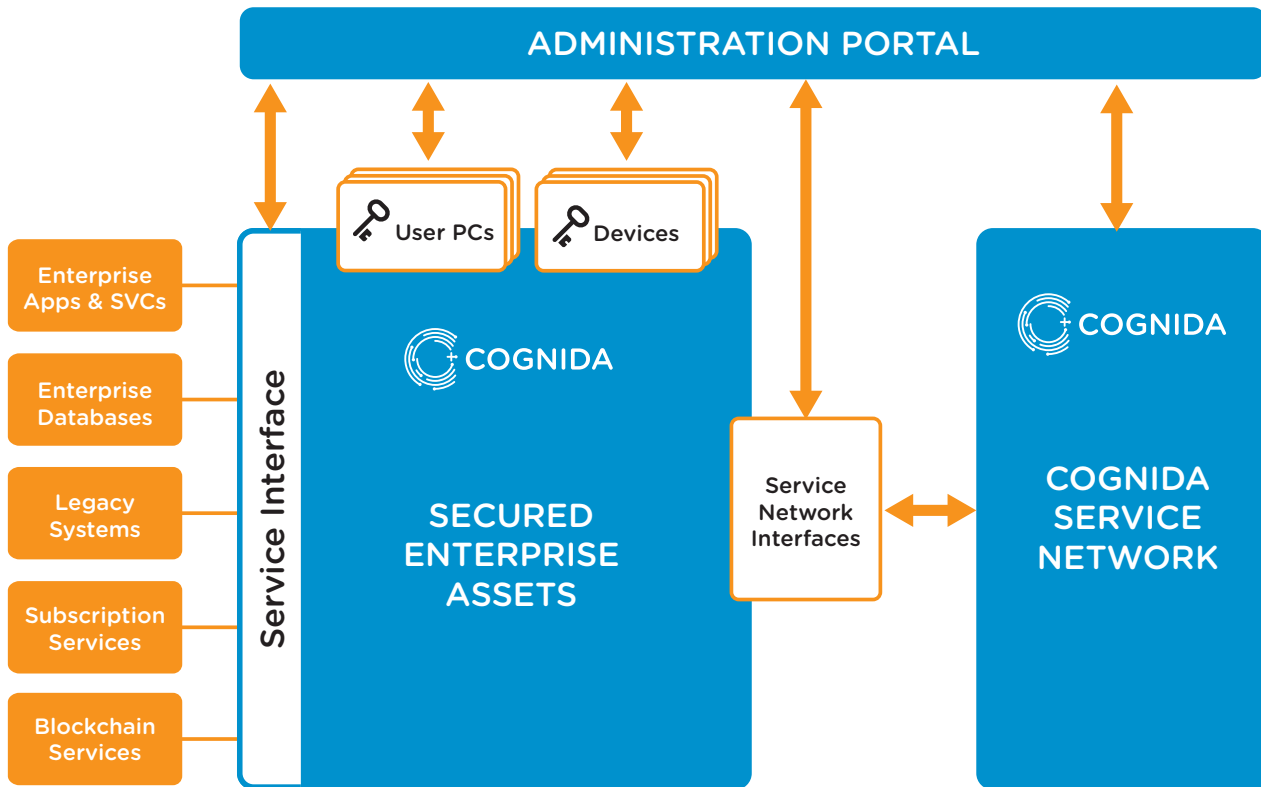 ADMINISTRATION PORTAL
User PCs
Devices
Enterprise
Apps & SVCs
Enterprise
Databases
Legacy
Systems
Subscription
Services
Blockchain
Services
Service Interface
COGNIDA
SECURED
ENTERPRISE
ASSETS
Service
Network
Interfaces
COGNIDA
COGNIDA
SERVICE
NETWORK